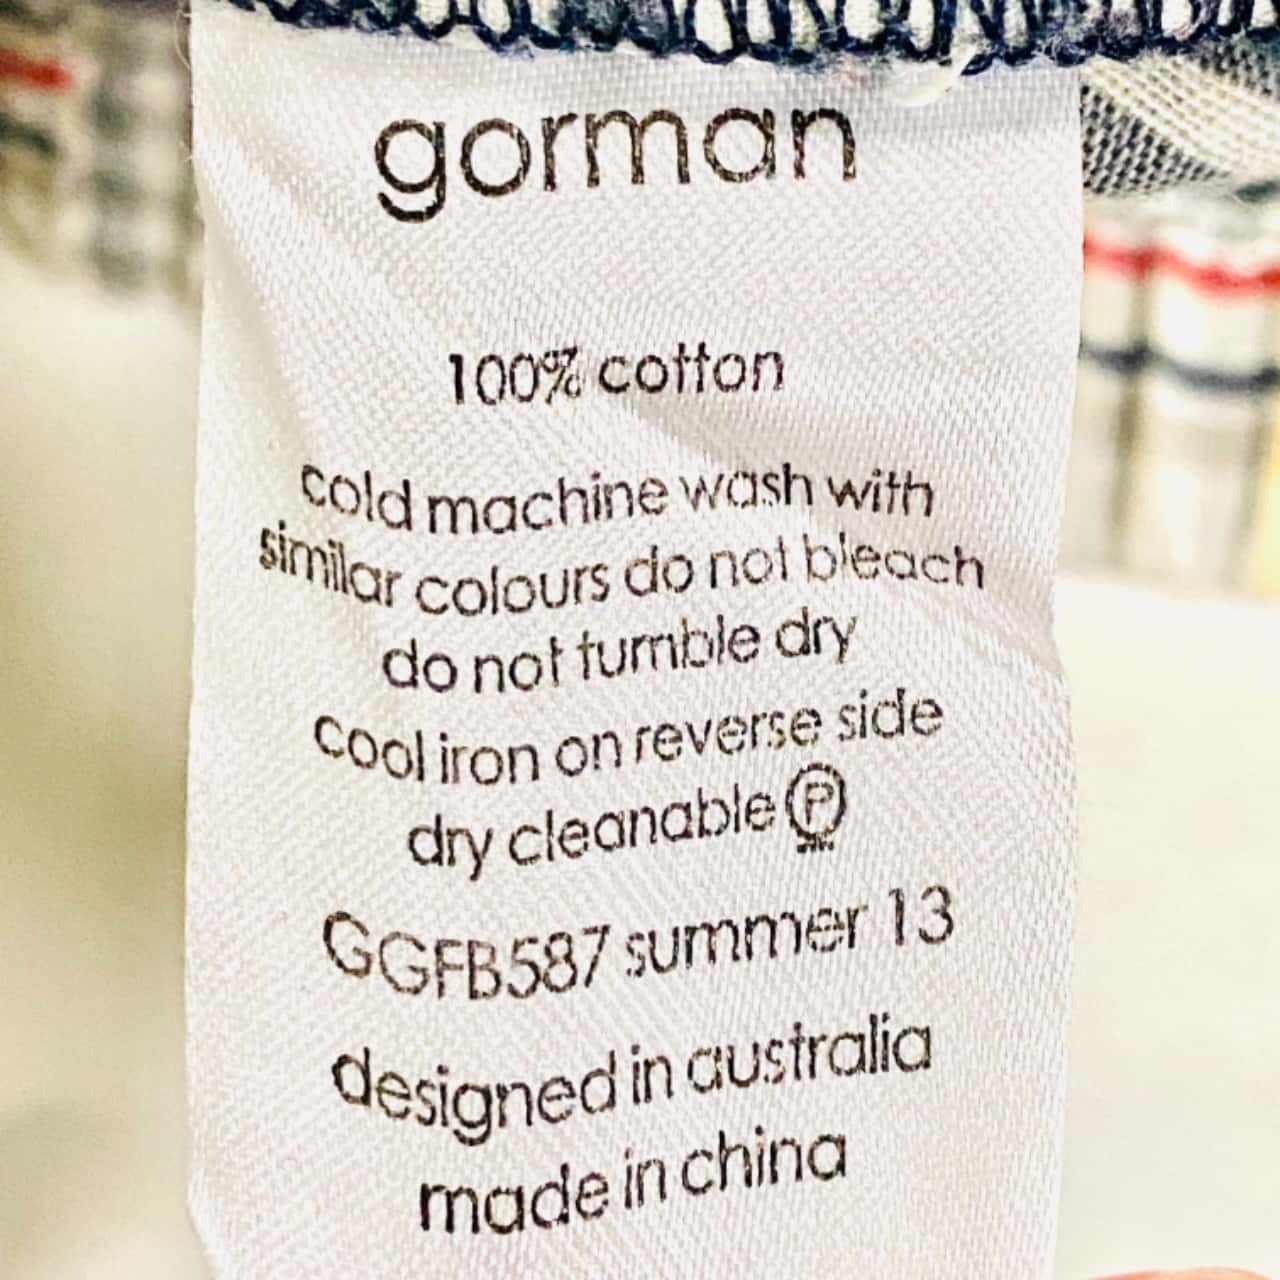 gorman
100% cotton
cold machine wash with
similar colours do not bleach
do not tumble dry
cool iron on reverse side
dry cleanable Ⓟ
GGFB587 summer 13
designed in australia
made in china